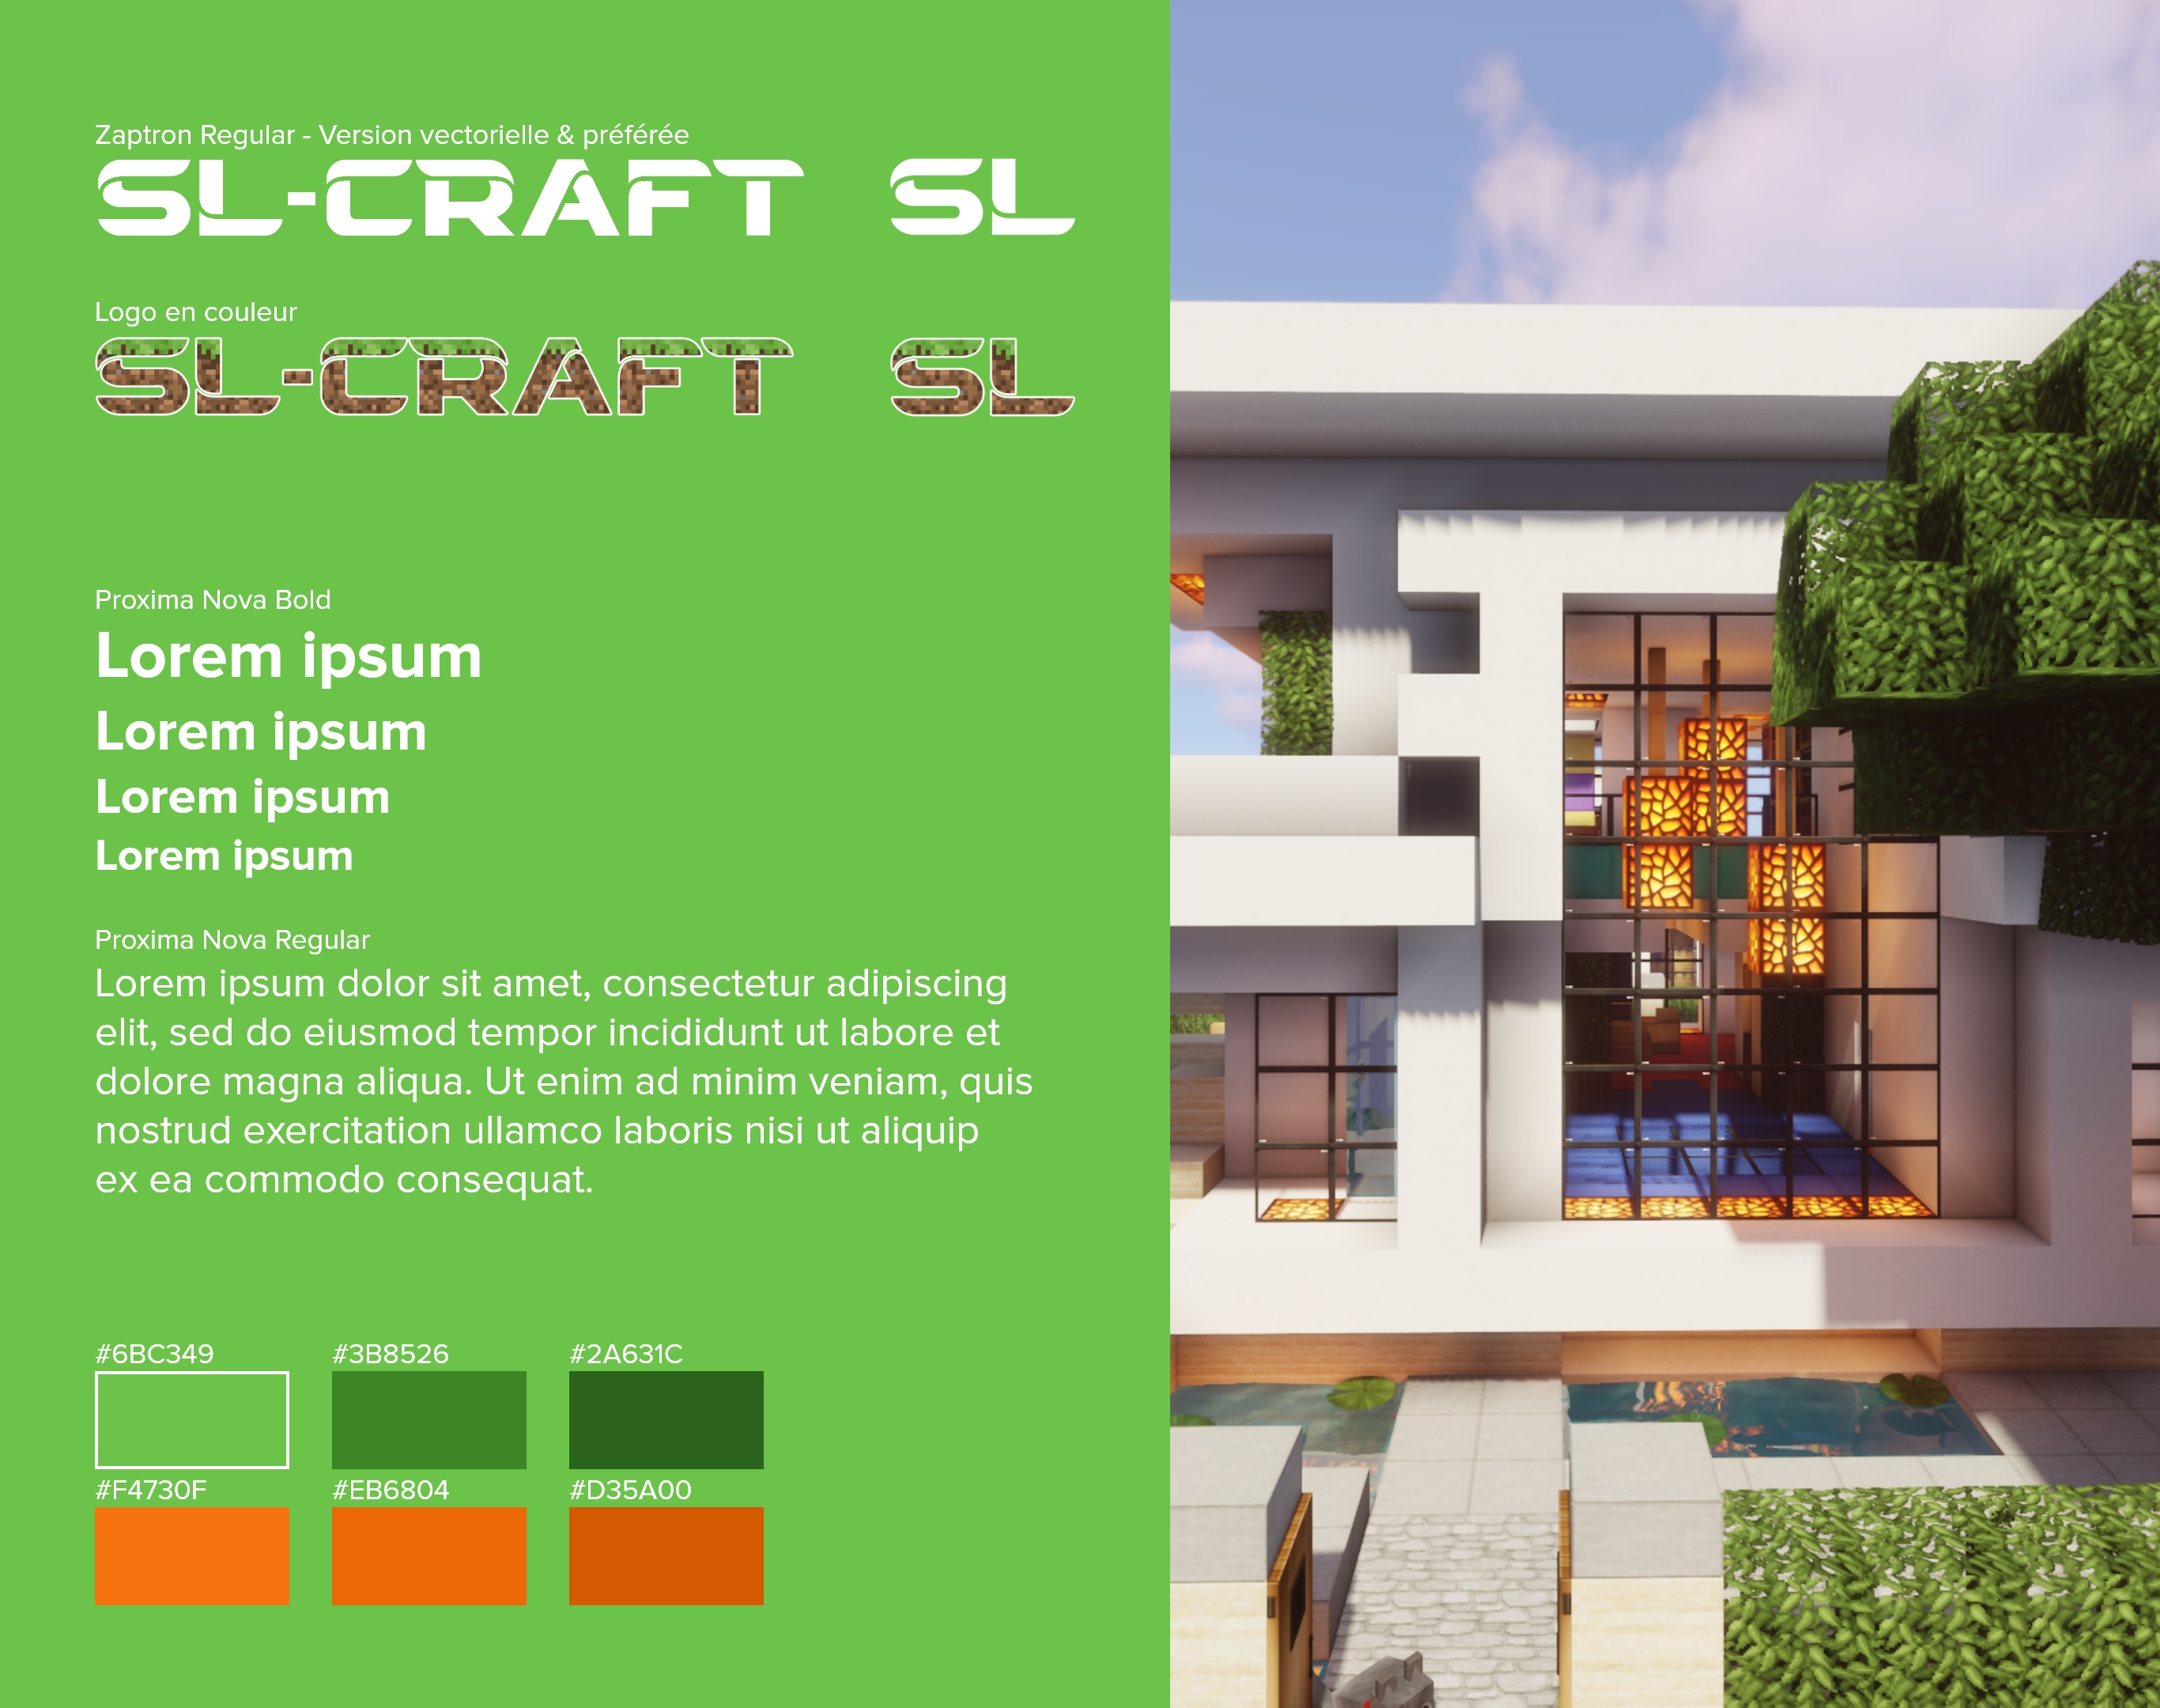 Zaptron Regular - Version vectorielle & préférée
SL-CRAFT SL
Logo en couleur
SL-CRAFT SL
Proxima Nova Bold
Lorem ipsum
Lorem ipsum
Lorem ipsum
Lorem ipsum
Proxima Nova Regular
Lorem ipsum dolor sit amet, consectetur adipiscing
elit, sed do eiusmod tempor incididunt ut labore et
dolore magna aliqua. Ut enim ad minim veniam, quis
nostrud exercitation ullamco laboris nisi ut aliquip
ex ea commodo consequat.
#6BC349 #3B8526 #2A631C
#F4730F #EB6804 #D35A00